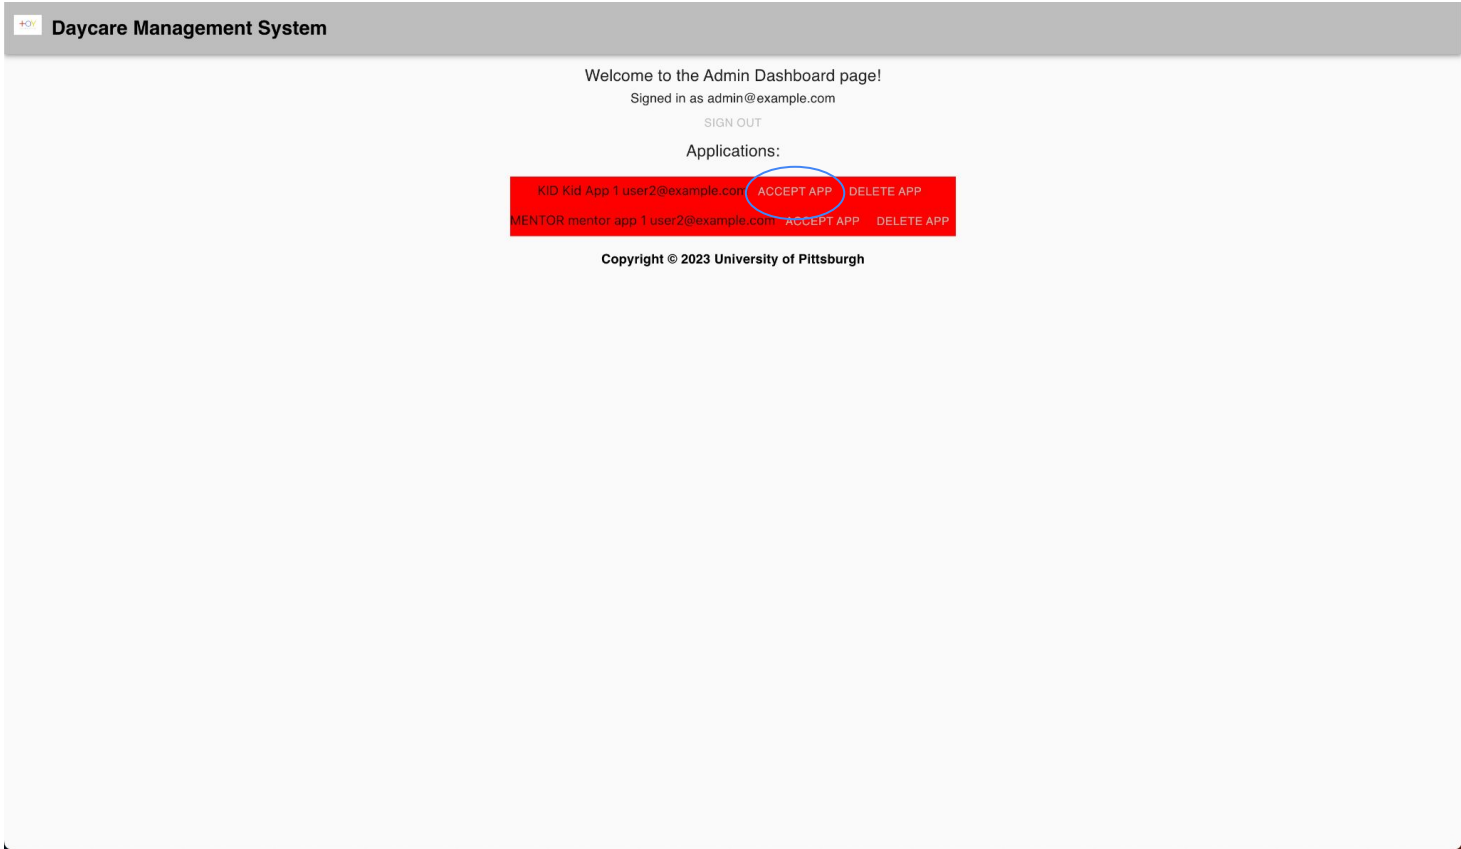 +OY
Daycare Management System
Welcome to the Admin Dashboard page!
Signed in as admin@example.com
SIGN OUT
Applications:
KID Kid App 1 user2@example.com ACCEPT APP DELETE APP
MENTOR mentor app 1 user2@example.com ACCEPT APP DELETE APP
Copyright © 2023 University of Pittsburgh